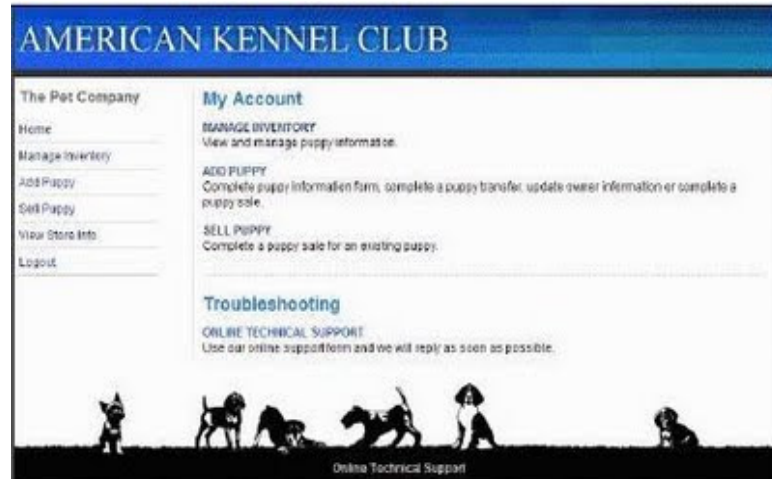 AMERICAN KENNEL CLUB
The Pet Company
Home
Manage Inventory
Add Puppy
Sell Puppy
View Store Info
Logout
My Account
MANAGE INVENTORY
View and manage puppy information.
ADD PUPPY
Complete puppy information form, complete a puppy transfer, update owner information or complete a
puppy sale.
SELL PUPPY
Complete a puppy sale for an existing puppy.
Troubleshooting
ONLINE TECHNICAL SUPPORT
Use our online support form and we will reply as soon as possible.
Online Technical Support